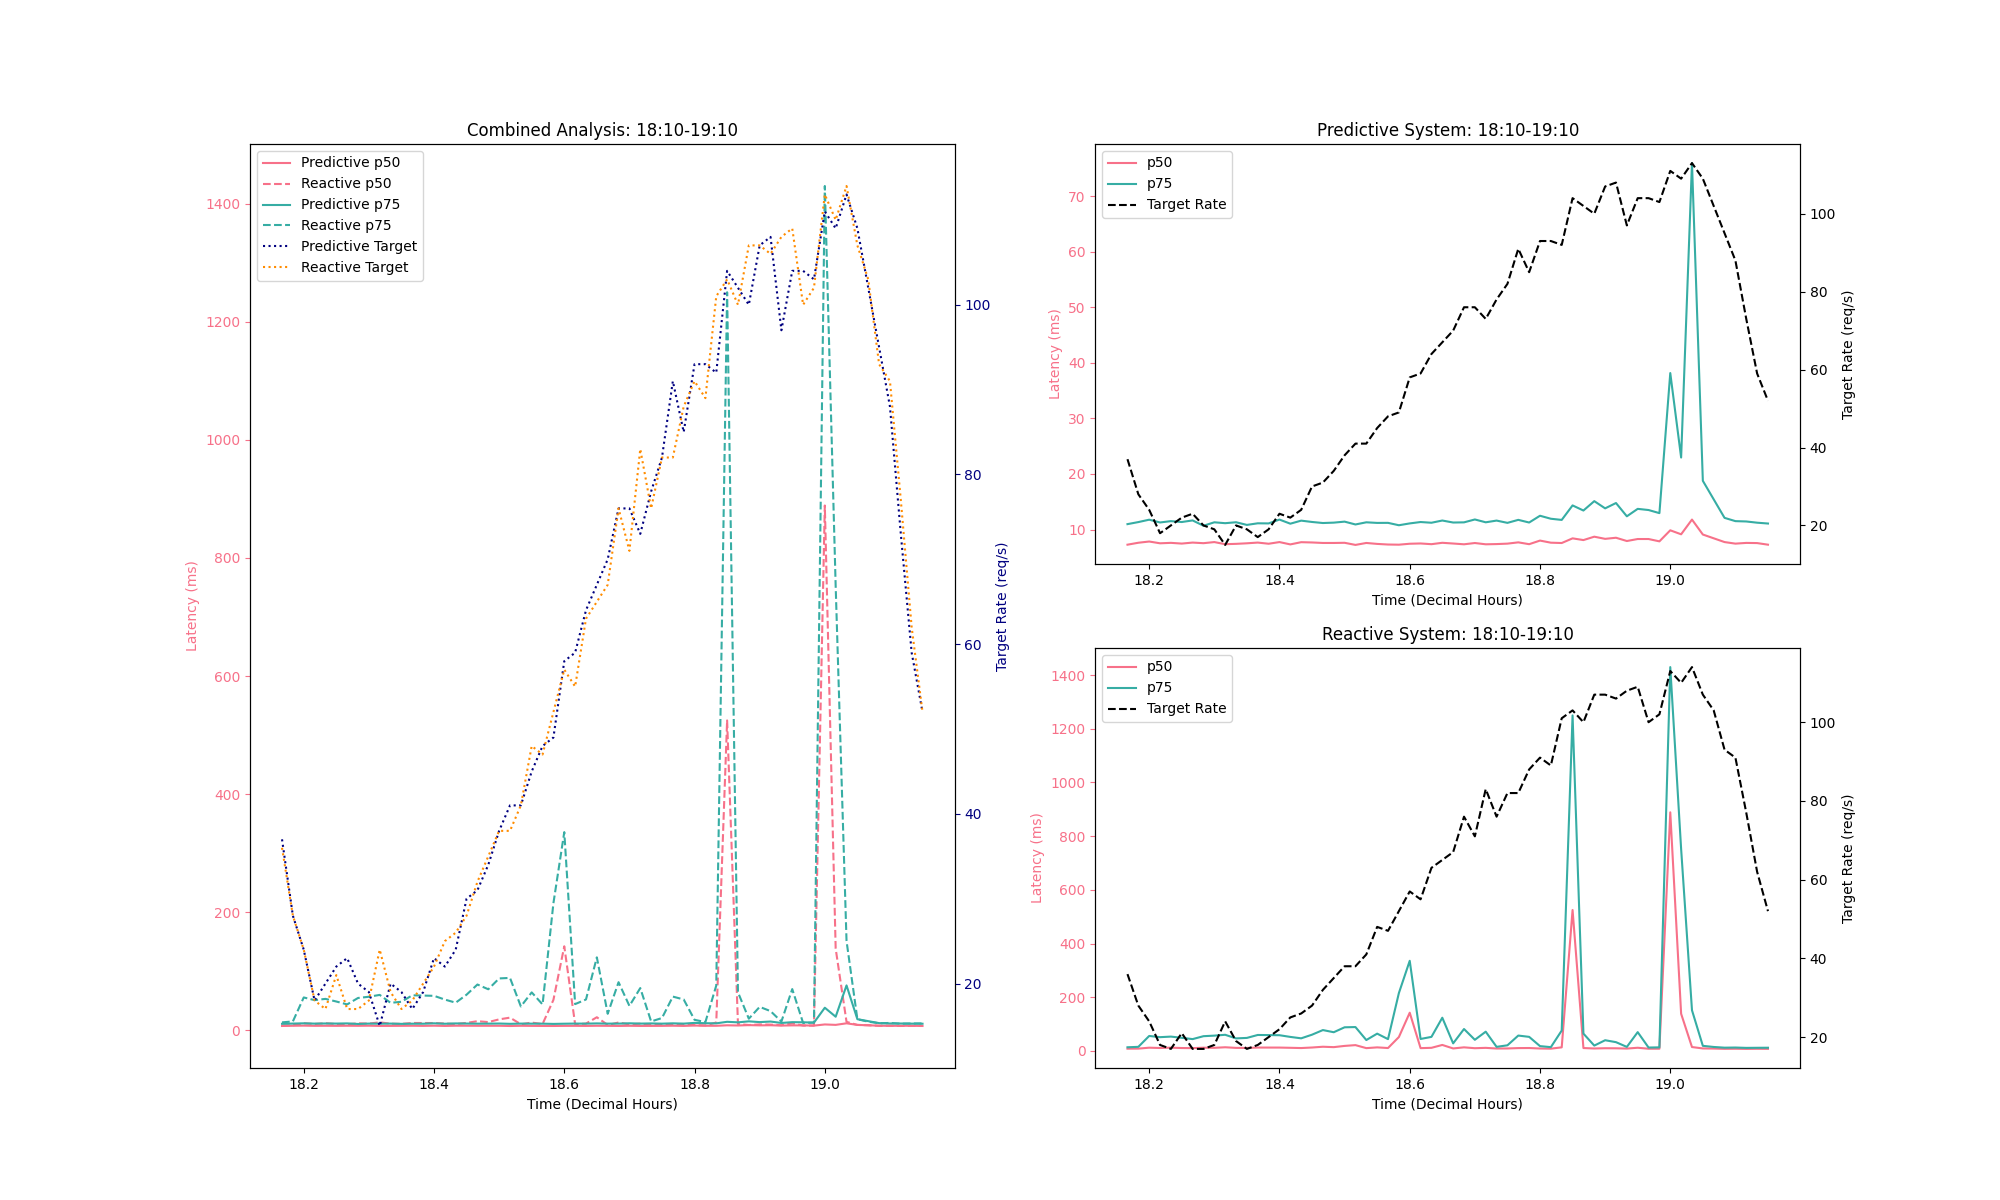 Combined Analysis: 18:10-19:10
Predictive p50
Reactive p50
Predictive p75
Reactive p75
Predictive Target
Reactive Target
1400
1200
1000
800
600
400
200
0
Latency (ms)
100
80
60
40
20
Target Rate (req/s)
18.2 18.4 18.6 18.8 19.0
Time (Decimal Hours)
Predictive System: 18:10-19:10
p50
p75
Target Rate
70
60
50
40
30
20
10
Latency (ms)
100
80
60
40
20
Target Rate (req/s)
18.2 18.4 18.6 18.8 19.0
Time (Decimal Hours)
Reactive System: 18:10-19:10
p50
p75
Target Rate
1400
1200
1000
800
600
400
200
0
Latency (ms)
100
80
60
40
20
Target Rate (req/s)
18.2 18.4 18.6 18.8 19.0
Time (Decimal Hours)